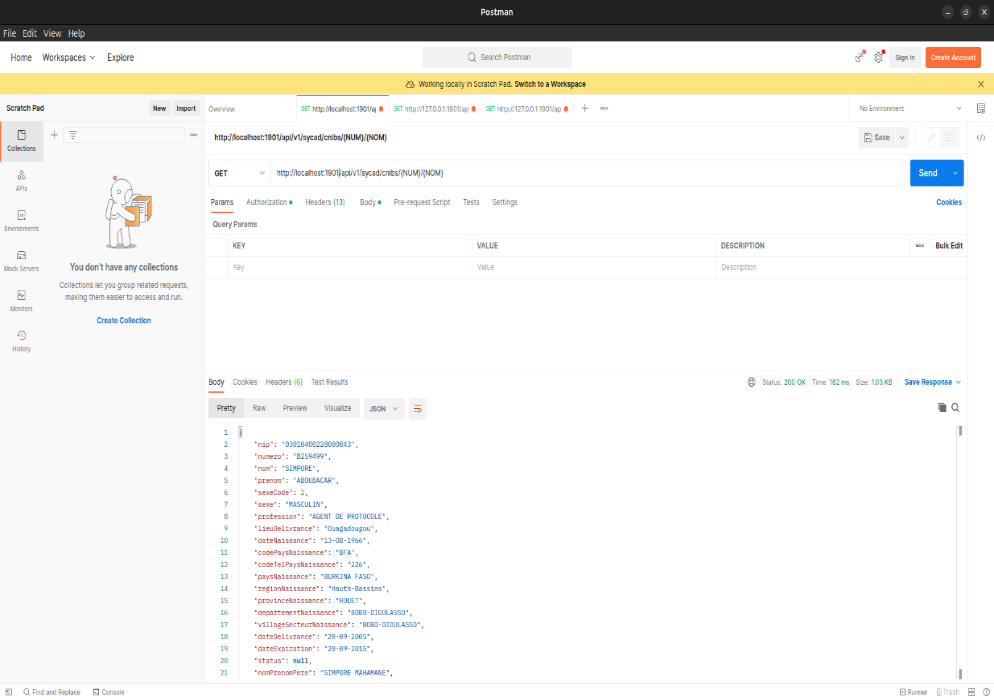 Postman
File Edit View Help
Home Workspaces Explore Search Postman Sign In Create Account
Working locally in Scratch Pad. Switch to a Workspace
Scratch Pad New Import Overview GET http://localhost:1901/aj GET http://127.0.0.1:1901/ap GET http://127.0.0.1:1901/ap No Environment
Collections
APIs
Environments
Mock Servers
Monitors
History
You don't have any collections
Collections let you group related requests,
making them easier to access and run.
Create Collection
http://localhost:1901/api/v1/sycad/cnibs/{NUM}/{NOM} Save
GET http://localhost:1901/api/v1/sycad/cnibs/{NUM}/{NOM} Send
Params Authorization Headers (13) Body Pre-request Script Tests Settings Cookies
Query Params
KEY VALUE DESCRIPTION Bulk Edit
Key Value Description
Body Cookies Headers (6) Test Results Status: 200 OK Time: 162 ms Size: 1.03 KB Save Response
Pretty Raw Preview Visualize JSON
1 {
2 "nip": "03010408220000043",
3 "numero": "B259499",
4 "nom": "SIMPORE",
5 "prenom": "ABOUBACAR",
6 "sexeCode": 2,
7 "sexe": "MASCULIN",
8 "profession": "AGENT DE PROTOCOLE",
9 "lieuDelivrance": "Ouagadougou",
10 "dateNaissance": "13-08-1966",
11 "codePaysNaissance": "BFA",
12 "codeTelPaysNaissance": "226",
13 "paysNaissance": "BURKINA FASO",
14 "regionNaissance": "Hauts-Bassins",
15 "provinceNaissance": "HOUET",
16 "departementNaissance": "BOBO-DIOULASSO",
17 "villageSecteurNaissance": "BOBO-DIOULASSO",
18 "dateDelivrance": "20-09-2005",
19 "dateExpiration": "20-09-2015",
20 "status": null,
21 "nomPrenomPere": "SIMPORE MAHAMANE",
Find and Replace Console Runner Trash